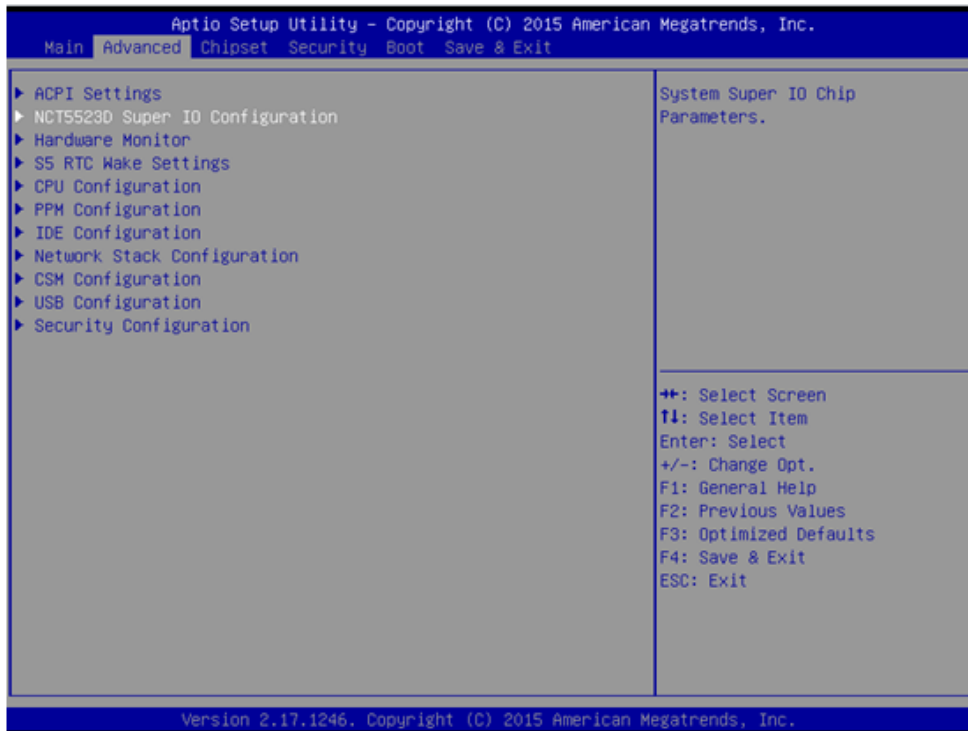 Aptio Setup Utility – Copyright (C) 2015 American Megatrends, Inc.
Main Advanced Chipset Security Boot Save & Exit
► ACPI Settings
► NCT5523D Super IO Configuration
► Hardware Monitor
► S5 RTC Wake Settings
► CPU Configuration
► PPM Configuration
► IDE Configuration
► Network Stack Configuration
► CSM Configuration
► USB Configuration
► Security Configuration
System Super IO Chip
Parameters.
→←: Select Screen
↑↓: Select Item
Enter: Select
+/-: Change Opt.
F1: General Help
F2: Previous Values
F3: Optimized Defaults
F4: Save & Exit
ESC: Exit
Version 2.17.1246. Copyright (C) 2015 American Megatrends, Inc.